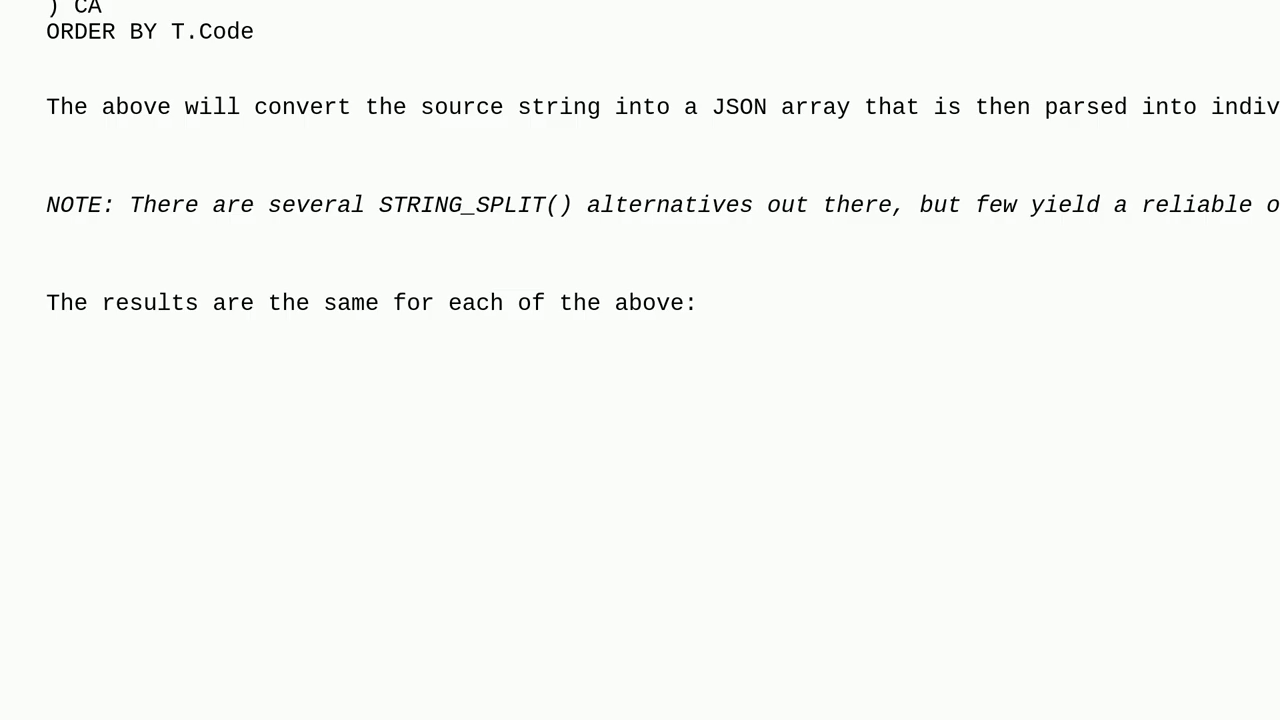 ) CA
ORDER BY T.Code
The above will convert the source string into a JSON array that is then parsed into indiv
NOTE: There are several STRING_SPLIT() alternatives out there, but few yield a reliable o
The results are the same for each of the above: